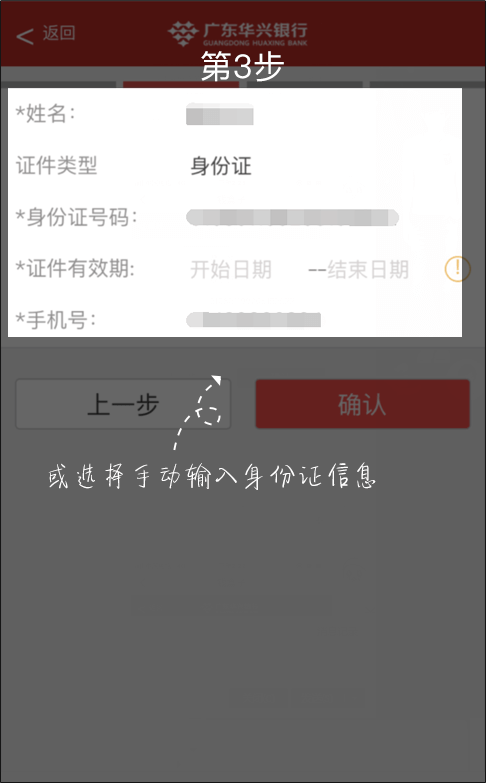 < 返回
广东华兴银行
GUANGDONG HUAXING BANK
第3步
*姓名:
证件类型 身份证
*身份证号码:
*证件有效期: 开始日期 --结束日期 !
*手机号:
上一步 确认
或选择手动输入身份证信息